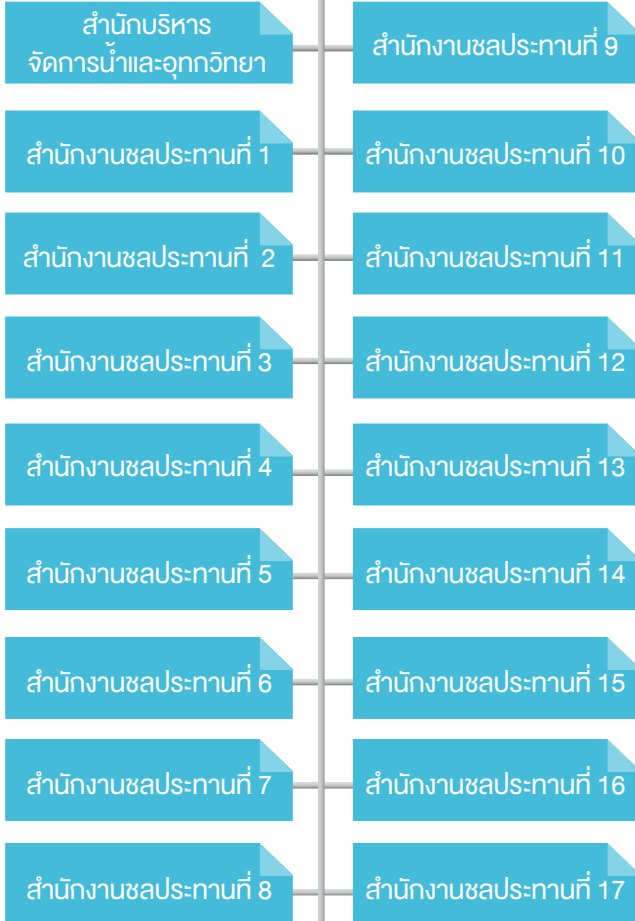 สำนักบริหาร
จัดการน้ำและอุทกวิทยา
สำนักงานชลประทานที่ 1
สำนักงานชลประทานที่ 2
สำนักงานชลประทานที่ 3
สำนักงานชลประทานที่ 4
สำนักงานชลประทานที่ 5
สำนักงานชลประทานที่ 6
สำนักงานชลประทานที่ 7
สำนักงานชลประทานที่ 8
สำนักงานชลประทานที่ 9
สำนักงานชลประทานที่ 10
สำนักงานชลประทานที่ 11
สำนักงานชลประทานที่ 12
สำนักงานชลประทานที่ 13
สำนักงานชลประทานที่ 14
สำนักงานชลประทานที่ 15
สำนักงานชลประทานที่ 16
สำนักงานชลประทานที่ 17